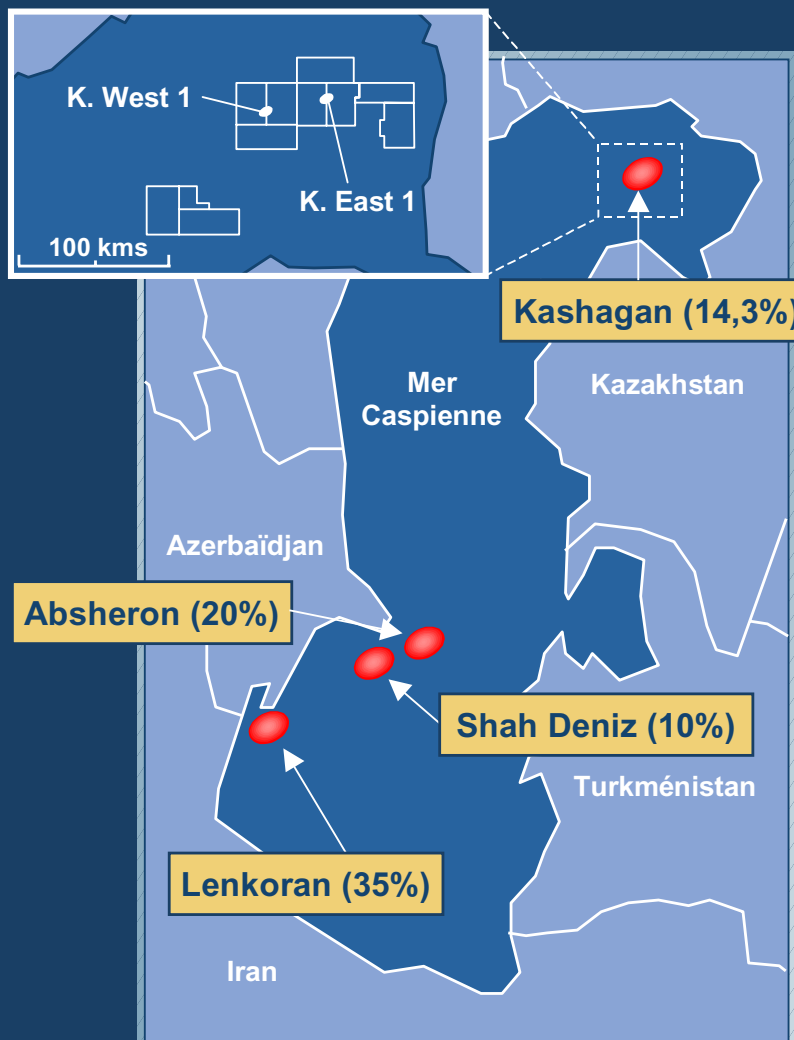 K. West 1
K. East 1
100 kms
Kashagan (14,3%)
Mer
Caspienne
Kazakhstan
Azerbaïdjan
Absheron (20%)
Shah Deniz (10%)
Turkménistan
Lenkoran (35%)
Iran